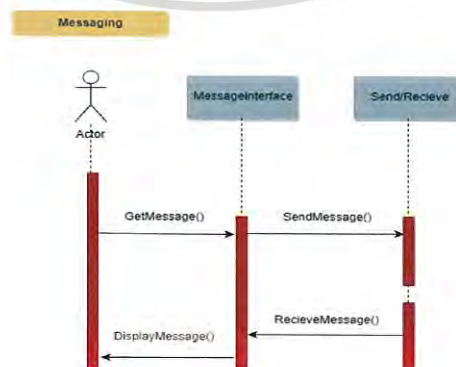 Messaging
MessageInterface
Send/Recieve
Actor
GetMessage()
SendMessage()
RecieveMessage()
DisplayMessage()